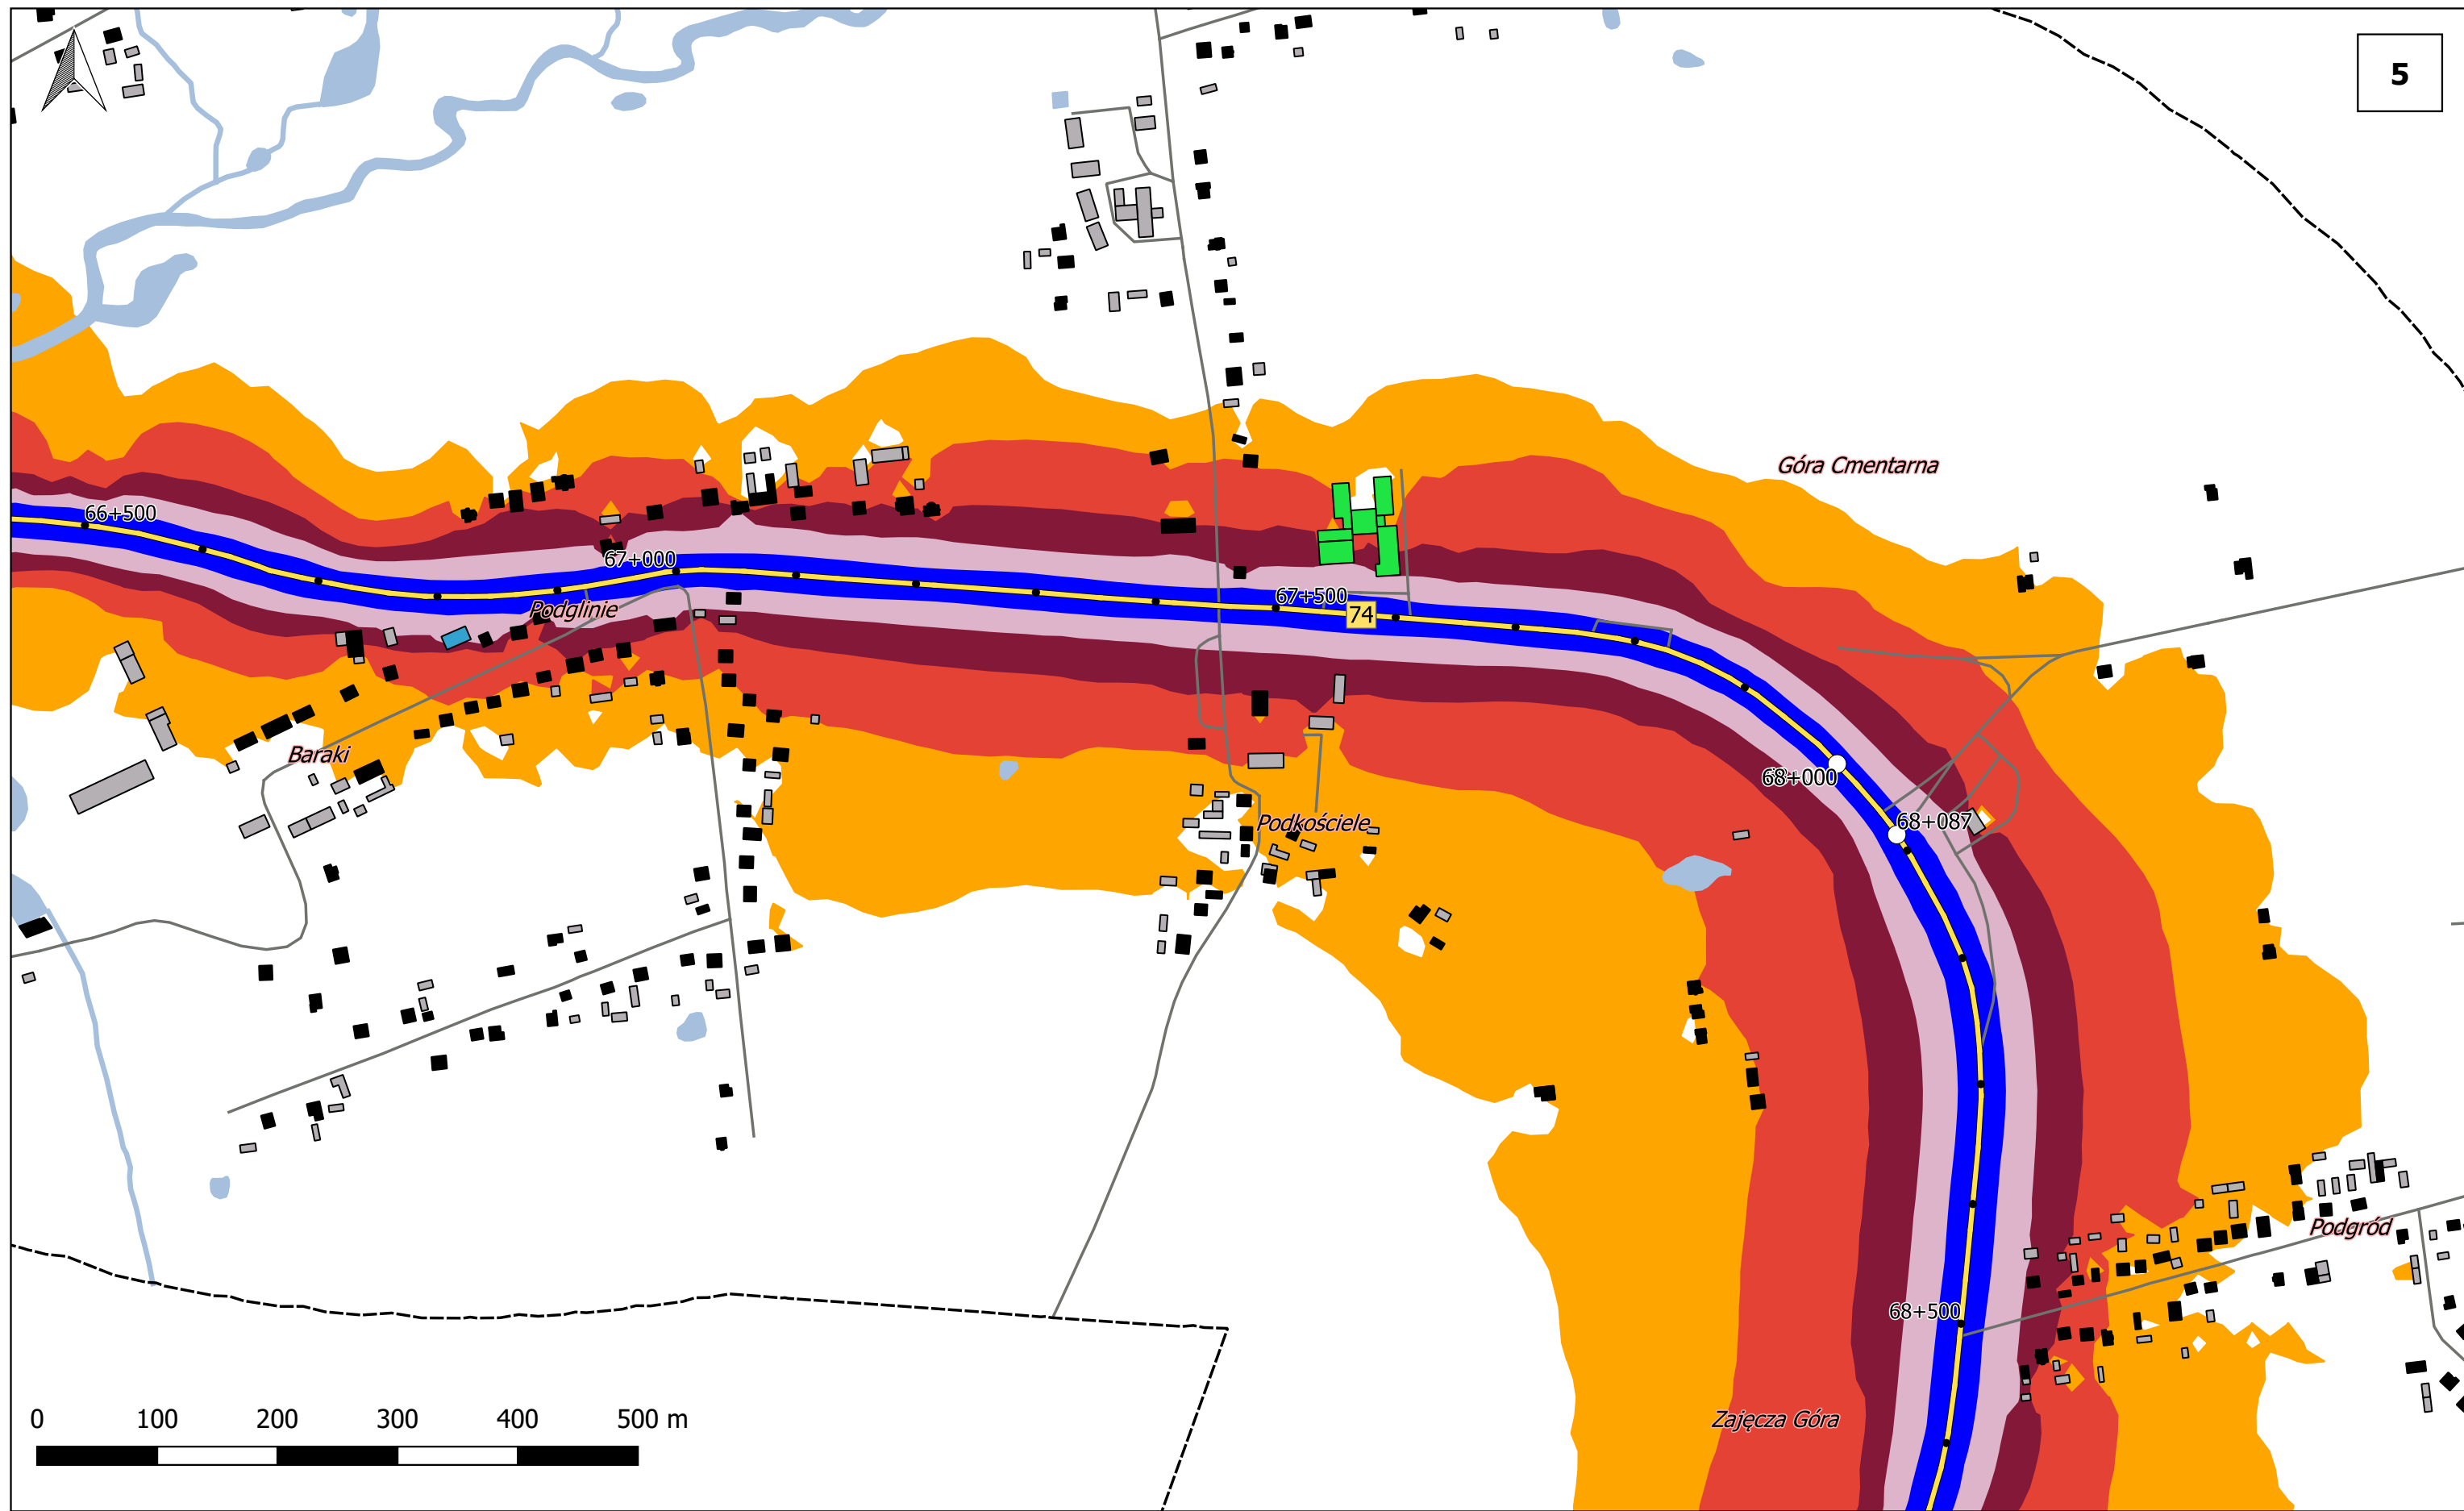 5
Góra Cmentarna
66+500
67+000
67+500
Podglinie
74
Baraki
68+000
68+087
Podkościele
Podgród
68+500
Zajęcza Góra
0 100 200 300 400 500 m